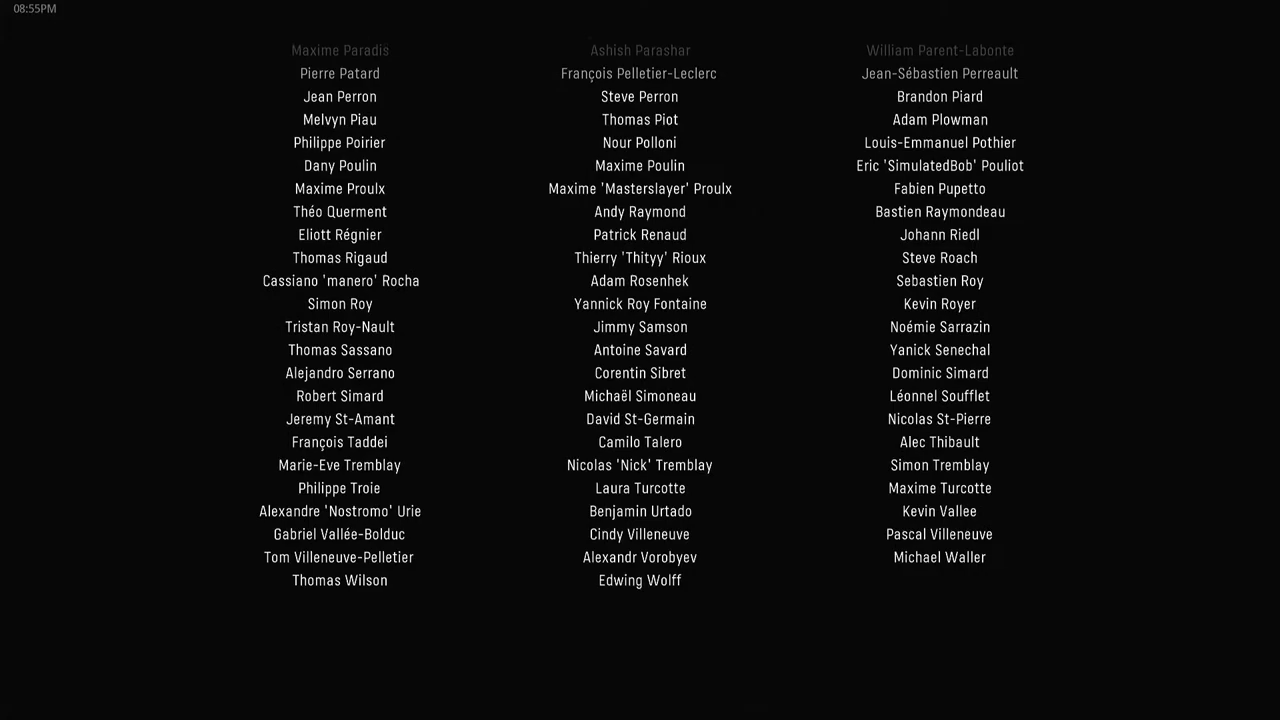 08:55PM
Maxime Paradis Ashish Parashar William Parent-Labonte
Pierre Patard François Pelletier-Leclerc Jean-Sébastien Perreault
Jean Perron Steve Perron Brandon Piard
Melvyn Piau Thomas Piot Adam Plowman
Philippe Poirier Nour Polloni Louis-Emmanuel Pothier
Dany Poulin Maxime Poulin Eric 'SimulatedBob' Pouliot
Maxime Proulx Maxime 'Masterslayer' Proulx Fabien Pupetto
Théo Querment Andy Raymond Bastien Raymondeau
Eliott Régnier Patrick Renaud Johann Riedl
Thomas Rigaud Thierry 'Thityy' Rioux Steve Roach
Cassiano 'manero' Rocha Adam Rosenhek Sebastien Roy
Simon Roy Yannick Roy Fontaine Kevin Royer
Tristan Roy-Nault Jimmy Samson Noémie Sarrazin
Thomas Sassano Antoine Savard Yanick Senechal
Alejandro Serrano Corentin Sibret Dominic Simard
Robert Simard Michaël Simoneau Léonnel Soufflet
Jeremy St-Amant David St-Germain Nicolas St-Pierre
François Taddei Camilo Talero Alec Thibault
Marie-Eve Tremblay Nicolas 'Nick' Tremblay Simon Tremblay
Philippe Troie Laura Turcotte Maxime Turcotte
Alexandre 'Nostromo' Urie Benjamin Urtado Kevin Vallee
Gabriel Vallée-Bolduc Cindy Villeneuve Pascal Villeneuve
Tom Villeneuve-Pelletier Alexandr Vorobyev Michael Waller
Thomas Wilson Edwing Wolff